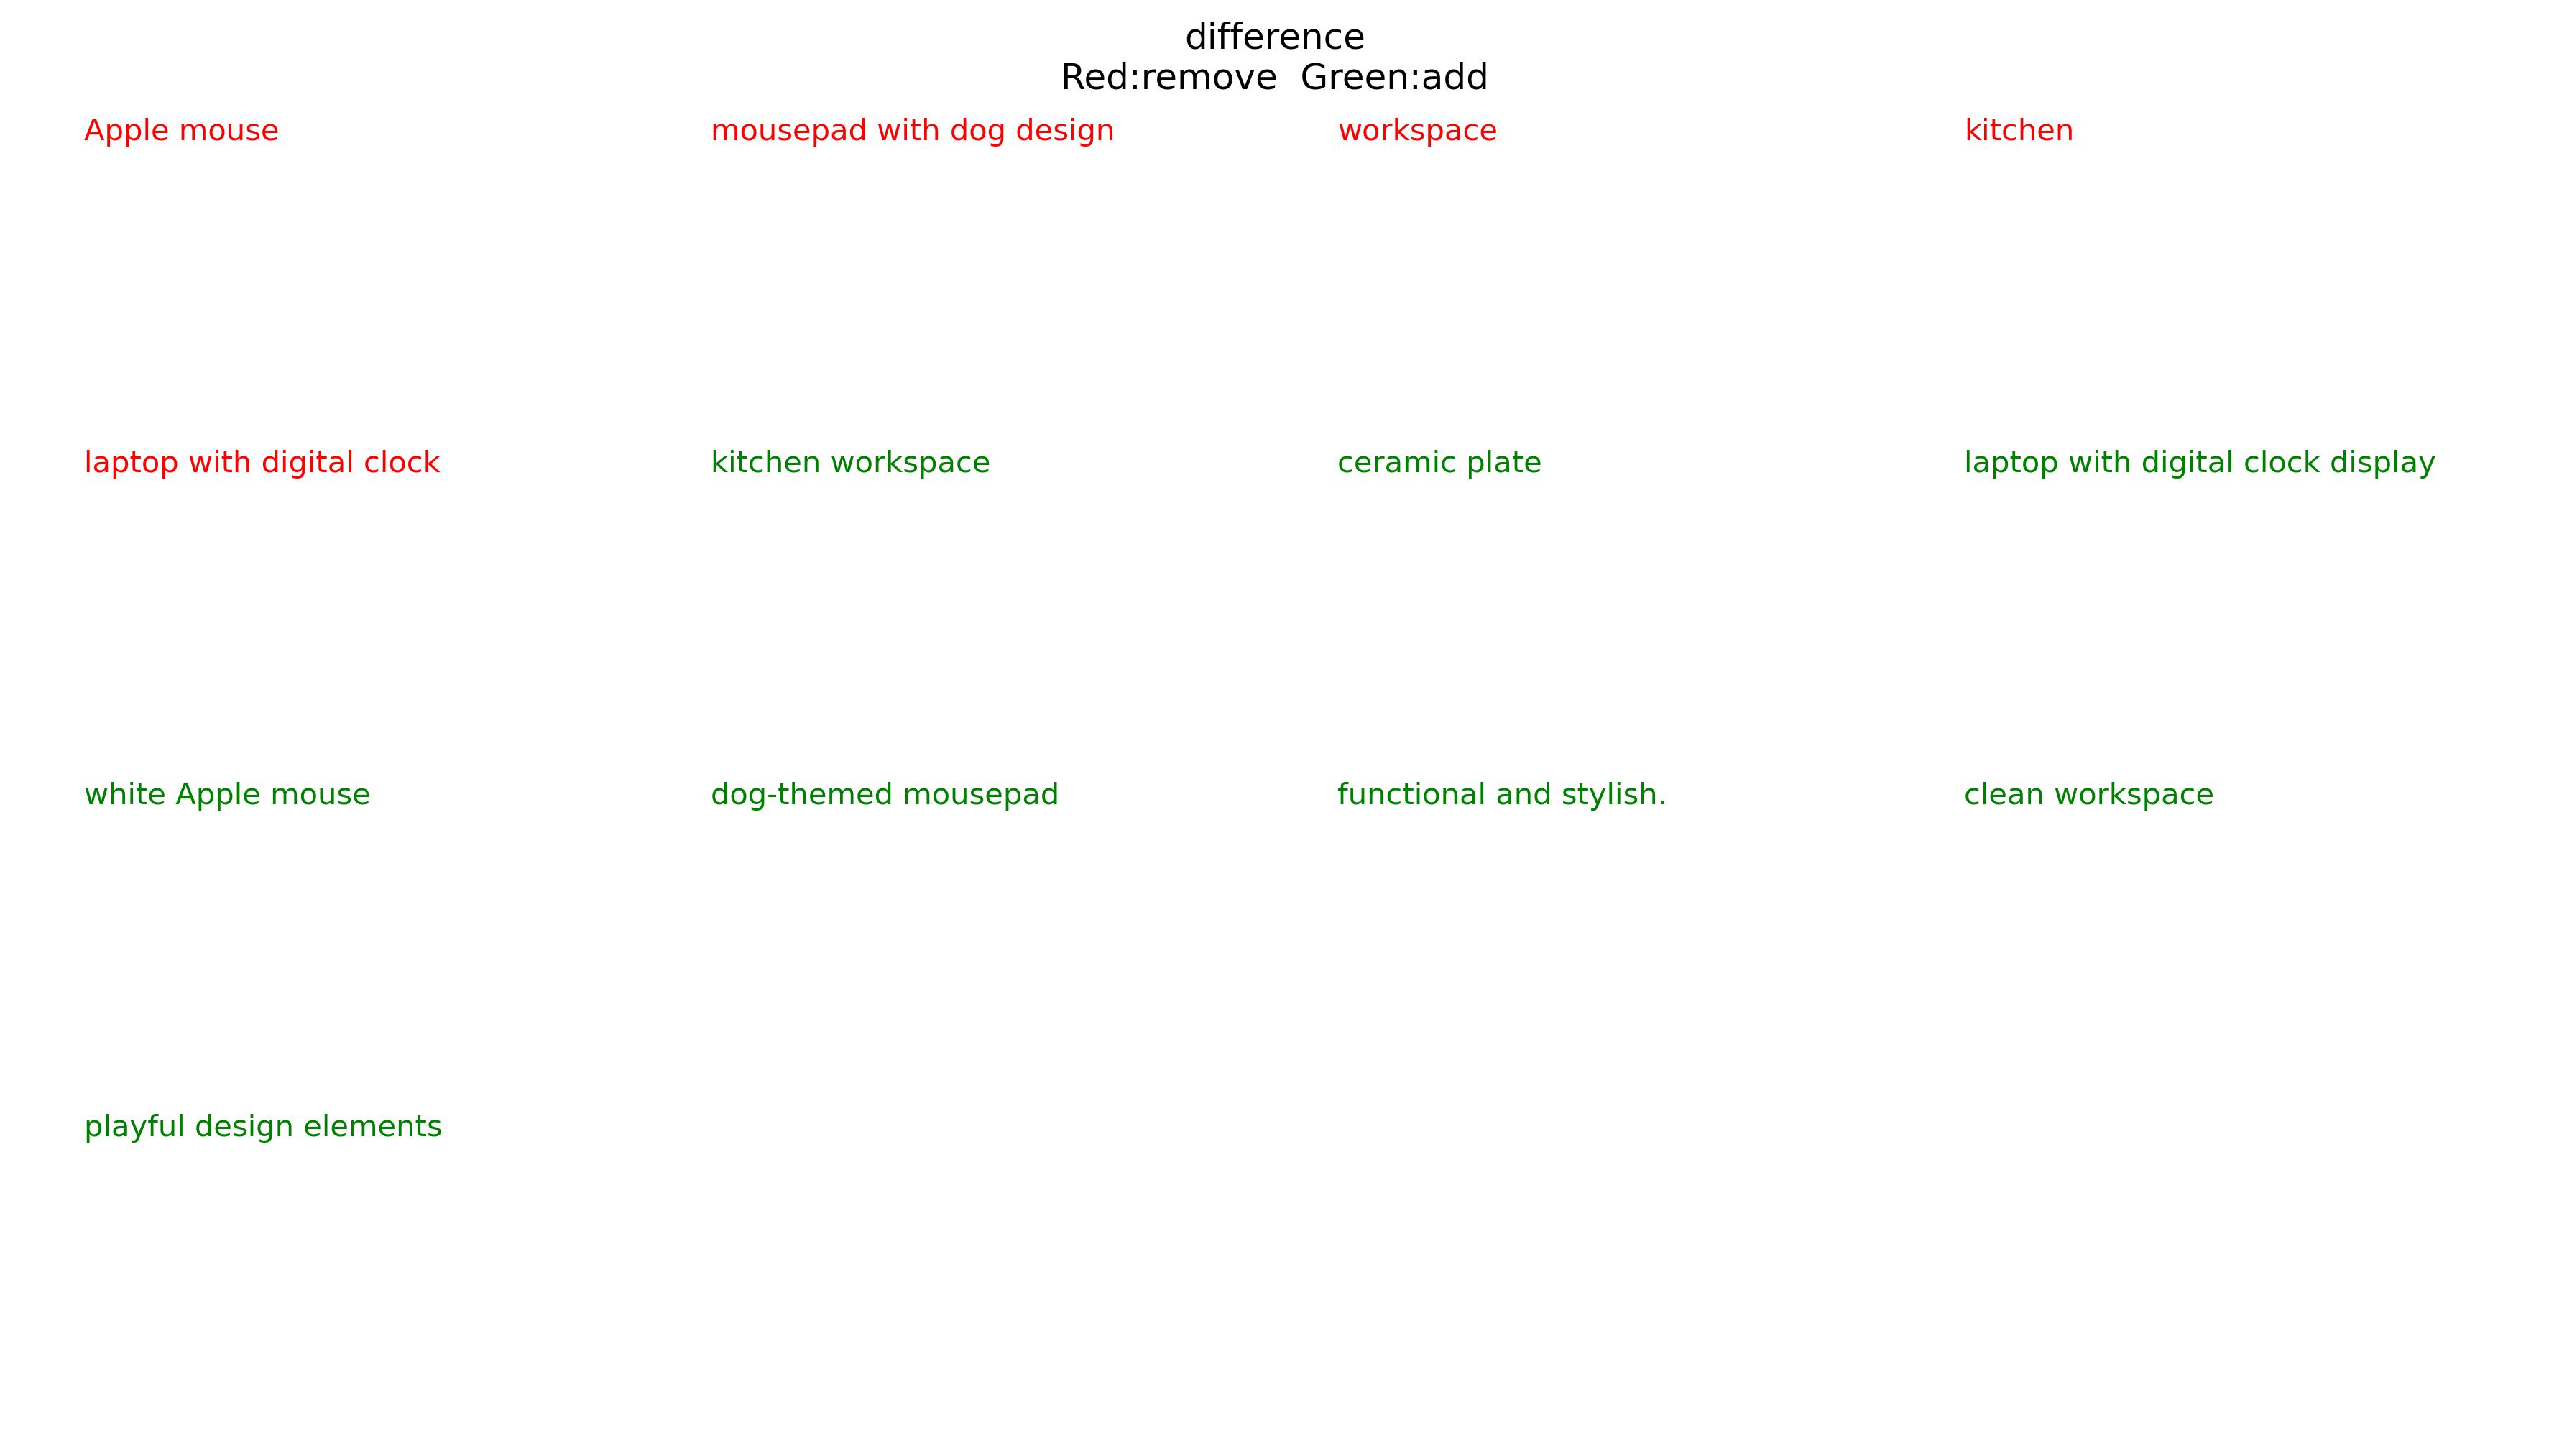 difference
Red:remove  Green:add
Apple mouse
mousepad with dog design
workspace
kitchen
laptop with digital clock
kitchen workspace
ceramic plate
laptop with digital clock display
white Apple mouse
dog-themed mousepad
functional and stylish.
clean workspace
playful design elements